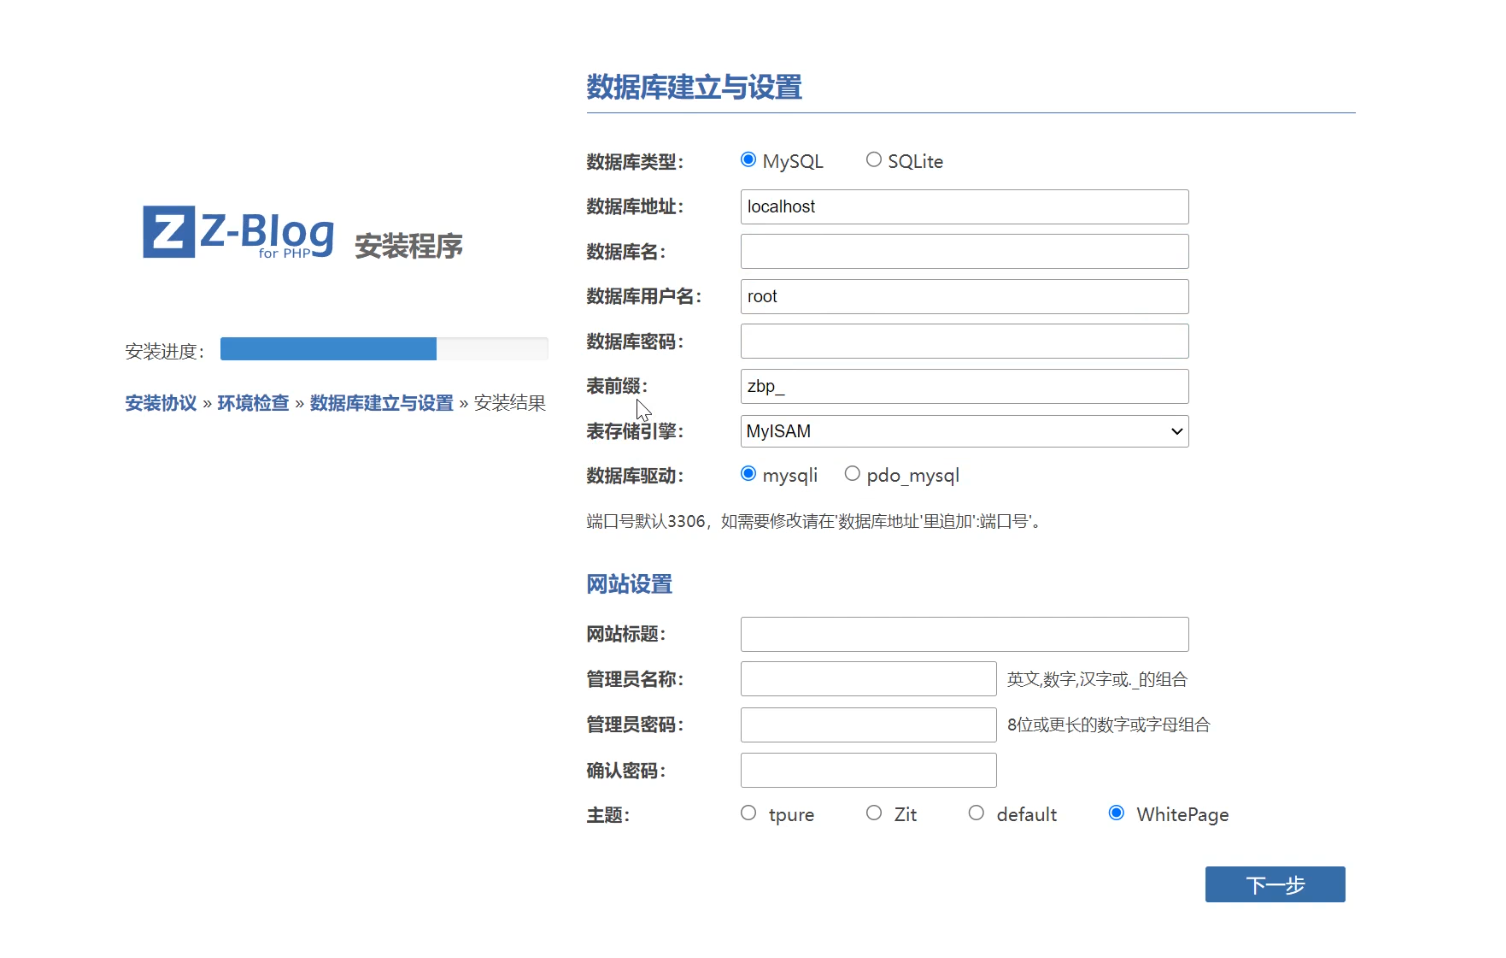 Z Z-Blog for PHP 安装程序
安装进度：
安装协议 » 环境检查 » 数据库建立与设置 » 安装结果
数据库建立与设置
数据库类型： MySQL SQLite
数据库地址： localhost
数据库名：
数据库用户名： root
数据库密码：
表前缀： zbp_
表存储引擎： MyISAM
数据库驱动： mysqli pdo_mysql
端口号默认3306，如需要修改请在'数据库地址'里追加':端口号'。
网站设置
网站标题：
管理员名称： 英文,数字,汉字或._的组合
管理员密码： 8位或更长的数字或字母组合
确认密码：
主题： tpure Zit default WhitePage
下一步